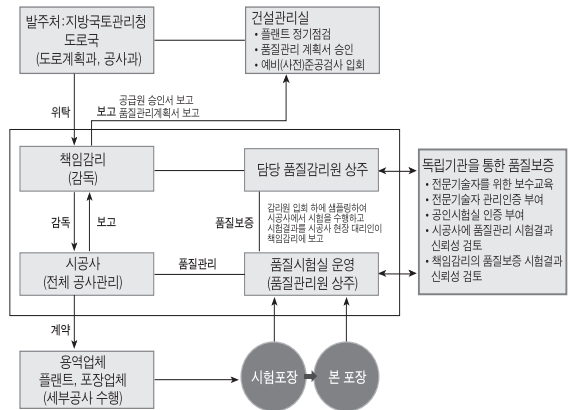 발주처:지방국토관리청
도로국
(도로계획과, 공사과)
건설관리실
• 플랜트 정기점검
• 품질관리 계획서 승인
• 예비(사전)준공검사 입회
위탁
보고
공급원 승인서 보고
품질관리계획서 보고
책임감리
(감독)
담당 품질감리원 상주
독립기관을 통한 품질보증
• 전문기술자를 위한 보수교육
• 전문기술자 관리인증 부여
• 공인시험실 인증 부여
• 시공사에 품질관리 시험결과
신뢰성 검토
• 책임감리의 품질보증 시험결과
신뢰성 검토
감독
보고
품질보증
감리원 입회 하에 샘플링하여
시공사에서 시험을 수행하고
시험결과를 시공사 현장 대리인이
책임감리에 보고
시공사
(전체 공사관리)
품질관리
품질시험실 운영
(품질관리원 상주)
계약
용역업체
플랜트, 포장업체
(세부공사 수행)
시험포장
본 포장